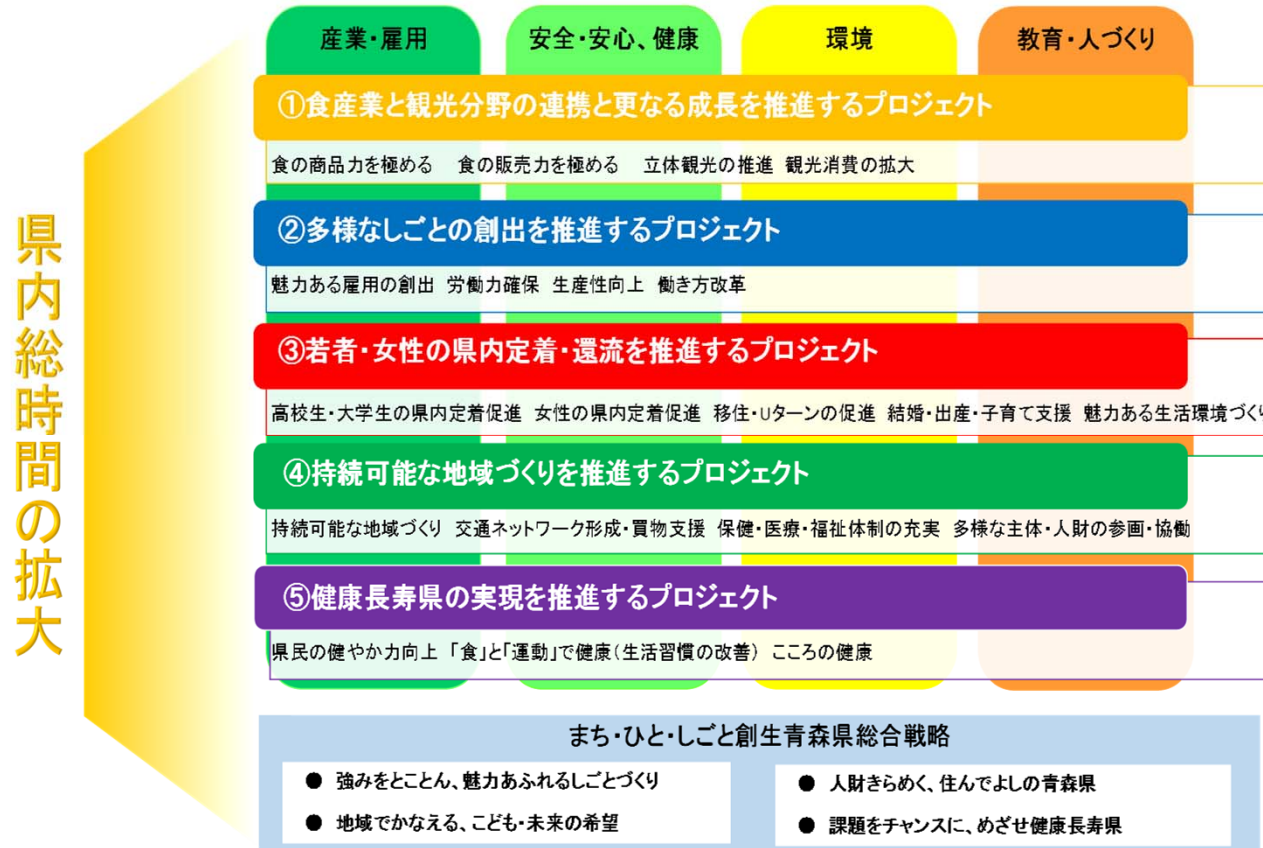 県内総時間の拡大
産業・雇用
安全・安心、健康
環境
教育・人づくり
①食産業と観光分野の連携と更なる成長を推進するプロジェクト
食の商品力を極める 食の販売力を極める 立体観光の推進 観光消費の拡大
②多様なしごとの創出を推進するプロジェクト
魅力ある雇用の創出 労働力確保 生産性向上 働き方改革
③若者・女性の県内定着・還流を推進するプロジェクト
高校生・大学生の県内定着促進 女性の県内定着促進 移住・Uターンの促進 結婚・出産・子育て支援 魅力ある生活環境づくり
④持続可能な地域づくりを推進するプロジェクト
持続可能な地域づくり 交通ネットワーク形成・買物支援 保健・医療・福祉体制の充実 多様な主体・人財の参画・協働
⑤健康長寿県の実現を推進するプロジェクト
県民の健やか力向上 「食」と「運動」で健康(生活習慣の改善) こころの健康
まち・ひと・しごと創生青森県総合戦略
● 強みをとことん、魅力あふれるしごとづくり
● 地域でかなえる、こども・未来の希望
● 人財きらめく、住んでよしの青森県
● 課題をチャンスに、めざせ健康長寿県